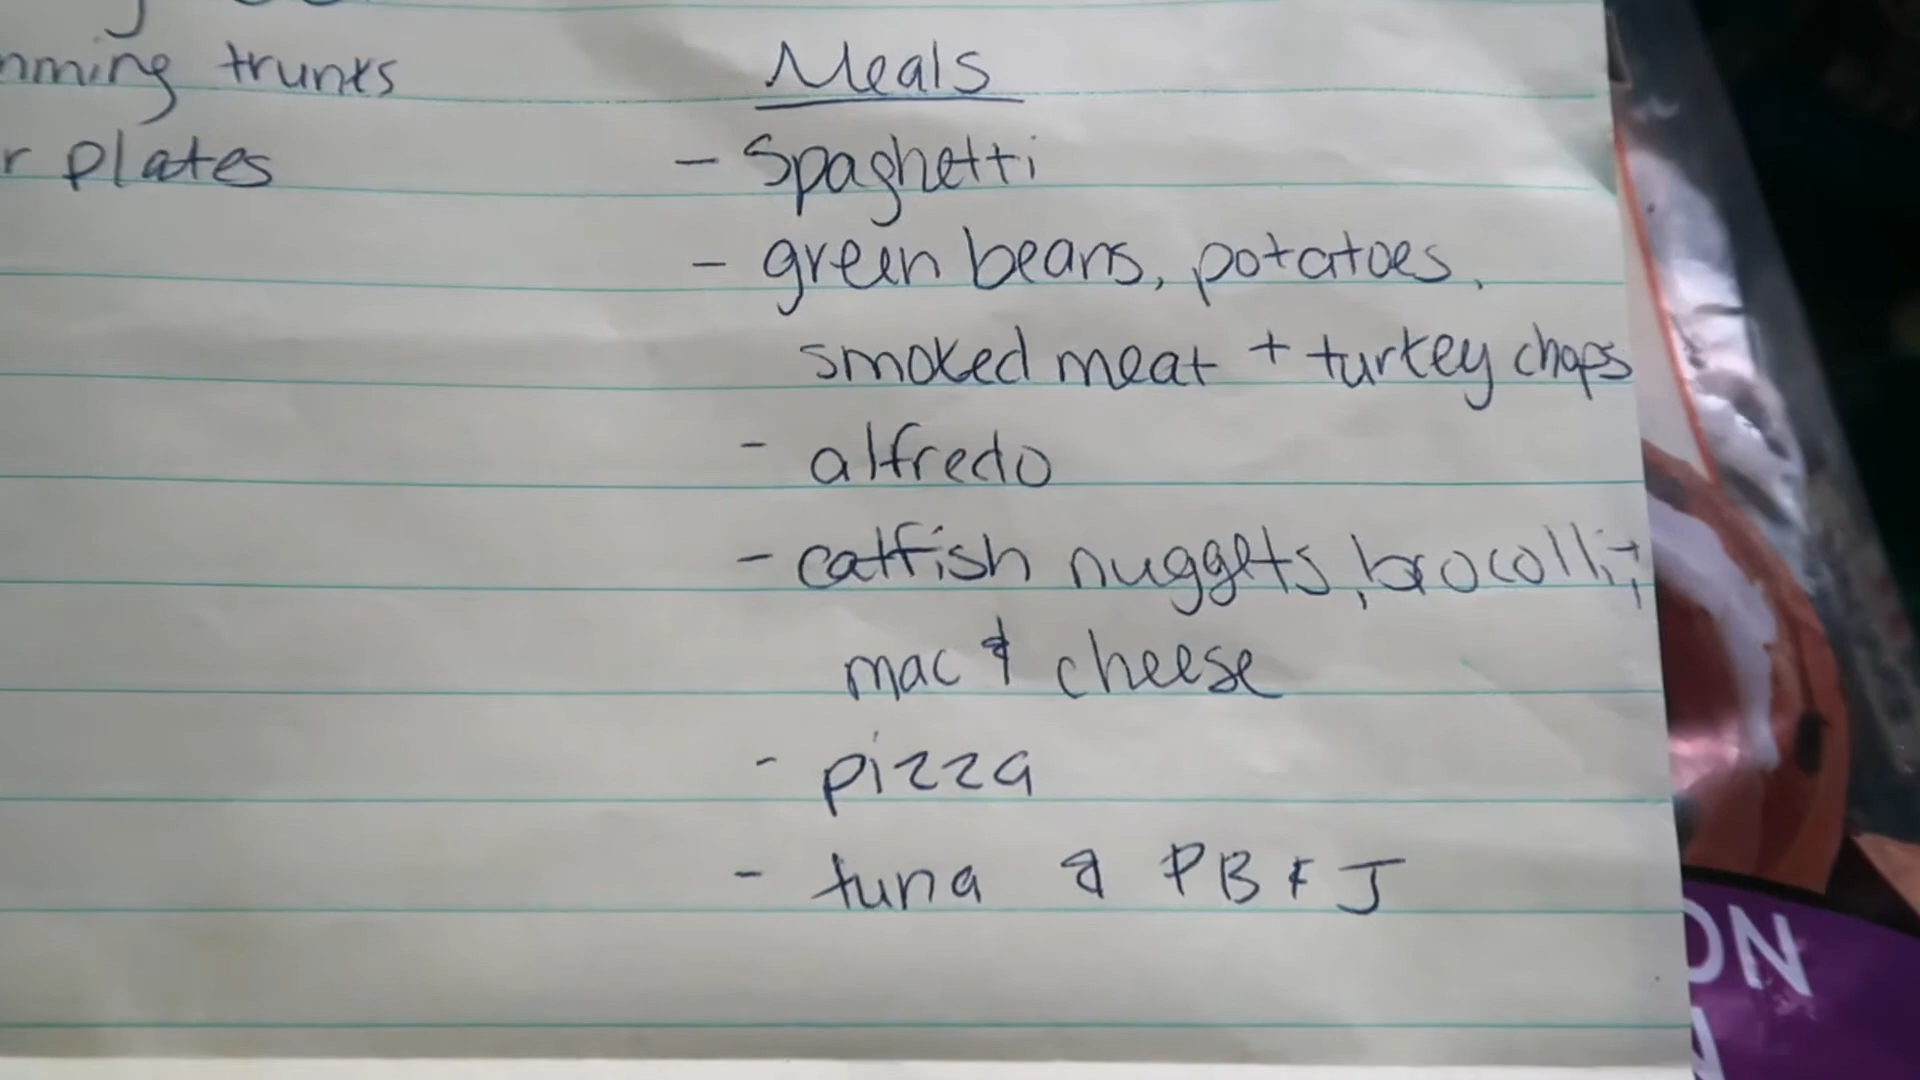 nming trunks
r plates
Meals
- Spaghetti
- green beans, potatoes,
smoked meat + turkey chops
- alfredo
- catfish nuggets, brocolli,
mac & cheese
- pizza
- tuna & PB & J
ON
A